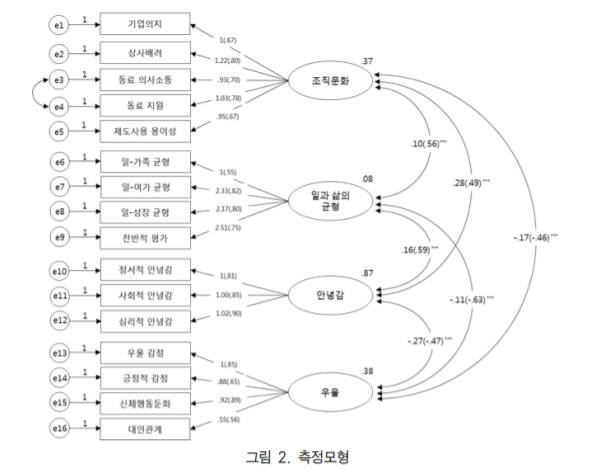 e1 1 기업의지 1(.67)
e2 1 상사배려 1.22(.80)
e3 1 동료 의사소통 .93(.70)
e4 1 동료 지원 1.03(.78)
e5 1 제도사용 용이성 .95(.67)
조직문화 .37
e6 1 일-가족 균형 1(.55)
e7 1 일-여가 균형 2.33(.82)
e8 1 일-성장 균형 2.17(.80)
e9 1 전반적 평가 2.51(.75)
일과 삶의
균형 .08
e10 1 정서적 안녕감 1(.81)
e11 1 사회적 안녕감 1.00(.85)
e12 1 심리적 안녕감 1.02(.90)
안녕감 .87
e13 1 우울 감정 1(.85)
e14 1 긍정적 감정 .88(.65)
e15 1 신체행동둔화 .92(.89)
e16 1 대인관계 .55(.56)
우울 .38
.10(.56)***
.28(.49)***
-.17(-.46)***
.16(.59)***
-.11(-.63)***
-.27(-.47)***
그림 2. 측정모형